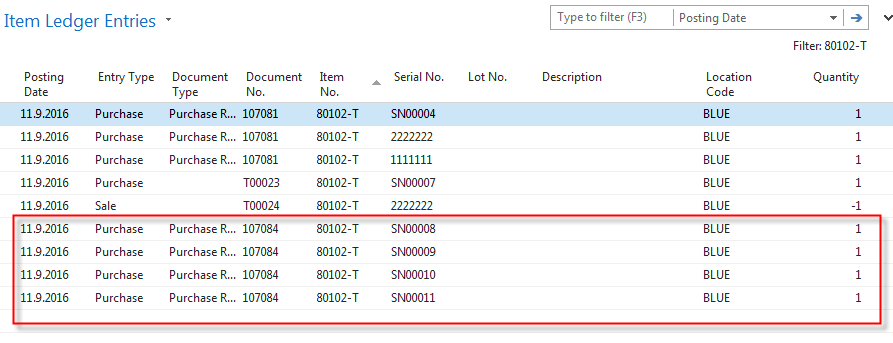 Item Ledger Entries
Type to filter (F3) Posting Date
Filter: 80102-T
Posting Date Entry Type Document Type Document No. Item No. Serial No. Lot No. Description Location Code Quantity
11.9.2016 Purchase Purchase R... 107081 80102-T SN00004 BLUE 1
11.9.2016 Purchase Purchase R... 107081 80102-T 2222222 BLUE 1
11.9.2016 Purchase Purchase R... 107081 80102-T 1111111 BLUE 1
11.9.2016 Purchase T00023 80102-T SN00007 BLUE 1
11.9.2016 Sale T00024 80102-T 2222222 BLUE -1
11.9.2016 Purchase Purchase R... 107084 80102-T SN00008 BLUE 1
11.9.2016 Purchase Purchase R... 107084 80102-T SN00009 BLUE 1
11.9.2016 Purchase Purchase R... 107084 80102-T SN00010 BLUE 1
11.9.2016 Purchase Purchase R... 107084 80102-T SN00011 BLUE 1